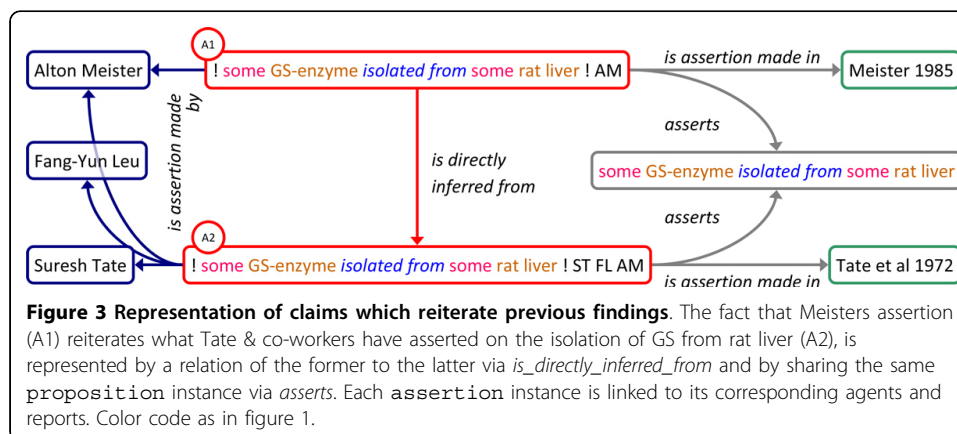 A1
is assertion made in
Alton Meister
! some GS-enzyme isolated from some rat liver ! AM
Meister 1985
is assertion made
by
asserts
Fang-Yun Leu
is directly
inferred from
some GS-enzyme isolated from some rat liver
asserts
A2
Suresh Tate
! some GS-enzyme isolated from some rat liver ! ST FL AM
Tate et al 1972
is assertion made in
Figure 3 Representation of claims which reiterate previous findings. The fact that Meisters assertion
(A1) reiterates what Tate & co-workers have asserted on the isolation of GS from rat liver (A2), is
represented by a relation of the former to the latter via is_directly_inferred_from and by sharing the same
proposition instance via asserts. Each assertion instance is linked to its corresponding agents and
reports. Color code as in figure 1.